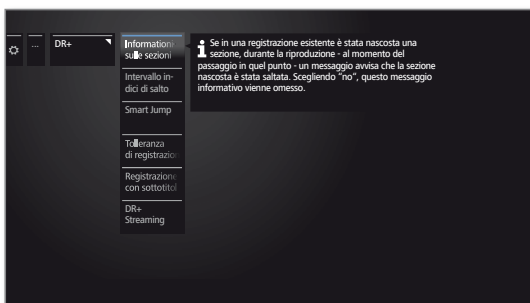 ...
DR+
Informationi
sulle sezioni
Intervallo in-
dici di salto
Smart Jump
Tolleranza
di registrazio
Registrazione
con sottotitol
DR+
Streaming
Se in una registrazione esistente è stata nascosta una
sezione, durante la riproduzione - al momento del
passaggio in quel punto - un messaggio avvisa che la sezione
nascosta è stata saltata. Scegliendo “no”, questo messaggio
informativo vienne omesso.